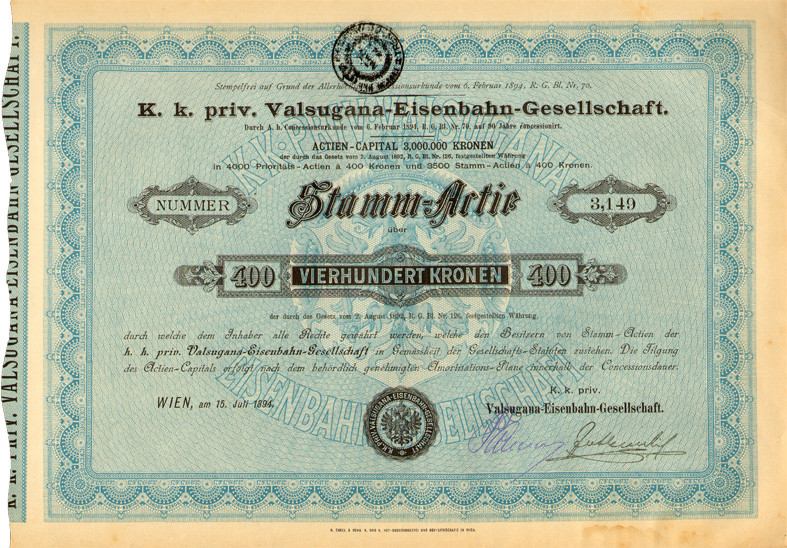 Stempelfrei auf Grund der Allerh. Concessionsurkunde vom 6. Februar 1894, R. G. Bl. Nr. 70.
K. k. priv. Valsugana-Eisenbahn-Gesellschaft.
Durch A. h. Concessionsurkunde vom 6. Februar 1894, R. G. Bl. Nr. 70, auf 90 Jahre concessionirt.
ACTIEN-CAPITAL 3,000.000 KRONEN
der durch das Gesetz vom 2. August 1892, R. G. Bl. Nr. 126, festgestellten Währung
in 4000 Prioritäts-Actien à 400 Kronen und 3500 Stamm-Actien à 400 Kronen.
NUMMER
Stamm-Actie
3,149
über
400 VIERHUNDERT KRONEN 400
der durch das Gesetz vom 2. August 1892, R. G. Bl. Nr. 126, festgestellten Währung,
durch welche dem Inhaber alle Rechte gewährt werden, welche den Besitzern von Stamm-Actien der
k. k. priv. Valsugana-Eisenbahn-Gesellschaft in Gemässheit der Gesellschafts-Statuten zustehen. Die Tilgung
des Actien-Capitals erfolgt nach dem behördlich genehmigten Amortisations-Plane innerhalb der Concessionsdauer.
WIEN, am 15. Juli 1894.
K. k. priv.
Valsugana-Eisenbahn-Gesellschaft.
K. K. PRIV. VALSUGANA-EISENBAHN-GESELLSCHAFT
K. K. PRIV. VALSUGANA-EISENBAHN-GESELLSCHAFT.
K. K. PRIV. VALSUGANA
EISENBAHN-GESELLSCHAFT